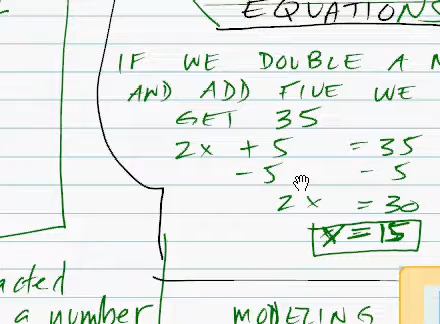 EQUATIONS
IF WE DOUBLE A
AND ADD FIVE WE
GET 35
2x + 5 = 35
- 5 - 5
2x = 30
x = 15
acted
a number
MODELING